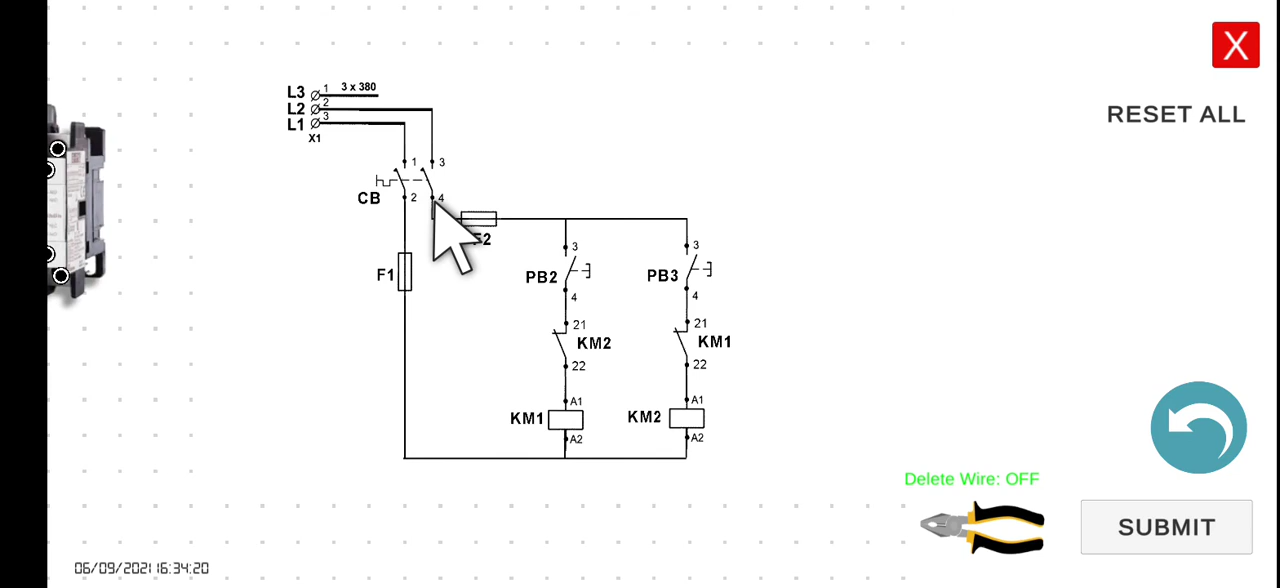 X
RESET ALL
L3 1 3 x 380
L2 2
L1 3
X1
1 3
CB 2 4
3 3
F1 PB2 PB3
4 4
21 21
KM2 KM1
22 22
A1 A1
KM1 KM2
A2 A2
Delete Wire: OFF
SUBMIT
06/09/2021 16:34:20